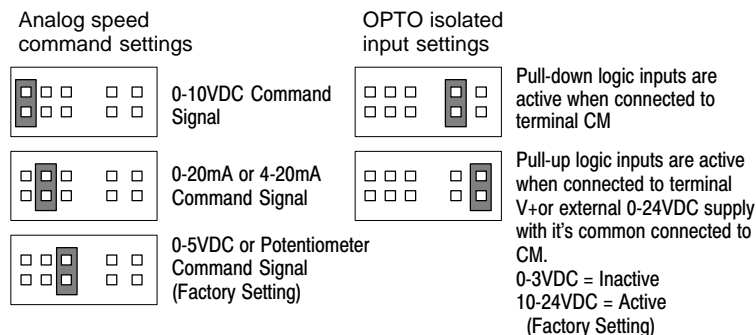 Analog speed
command settings
0-10VDC Command
Signal
0-20mA or 4-20mA
Command Signal
0-5VDC or Potentiometer
Command Signal
(Factory Setting)
OPTO isolated
input settings
Pull-down logic inputs are
active when connected to
terminal CM
Pull-up logic inputs are active
when connected to terminal
V+or external 0-24VDC supply
with it's common connected to
CM.
0-3VDC = Inactive
10-24VDC = Active
(Factory Setting)